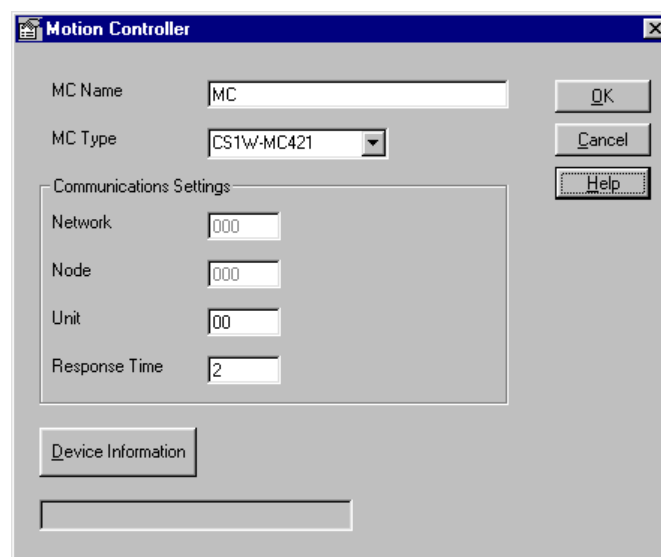 Motion Controller
MC Name
MC
OK
MC Type
CS1W-MC421
Cancel
Help
Communications Settings
Network
000
Node
000
Unit
00
Response Time
2
Device Information